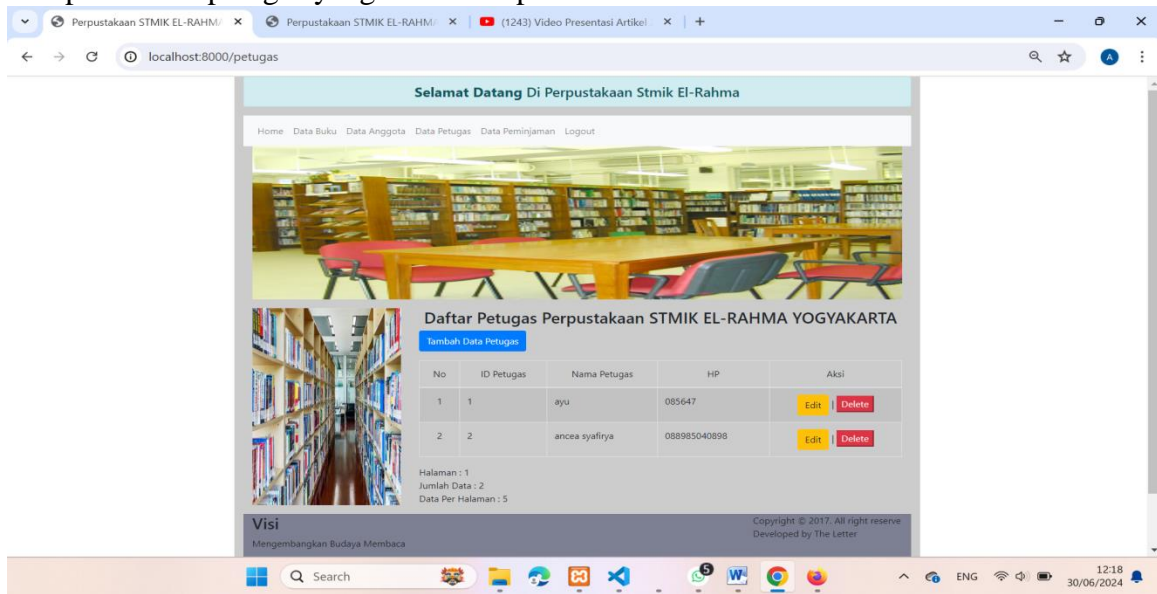 Perpustakaan STMIK EL-RAHM
Perpustakaan STMIK EL-RAHM
(1243) Video Presentasi Artikel
localhost:8000/petugas
A
Selamat Datang Di Perpustakaan Stmik El-Rahma
Home Data Buku Data Anggota Data Petugas Data Peminjaman Logout
Daftar Petugas Perpustakaan STMIK EL-RAHMA YOGYAKARTA
Tambah Data Petugas
No ID Petugas Nama Petugas HP Aksi
1 1 ayu 085647 Edit | Delete
2 2 ancea syafirya 088985040898 Edit | Delete
Halaman : 1
Jumlah Data : 2
Data Per Halaman : 5
Visi
Mengembangkan Budaya Membaca
Copyright © 2017. All right reserve
Developed by The Letter
Search
5
ENG
12:18
30/06/2024